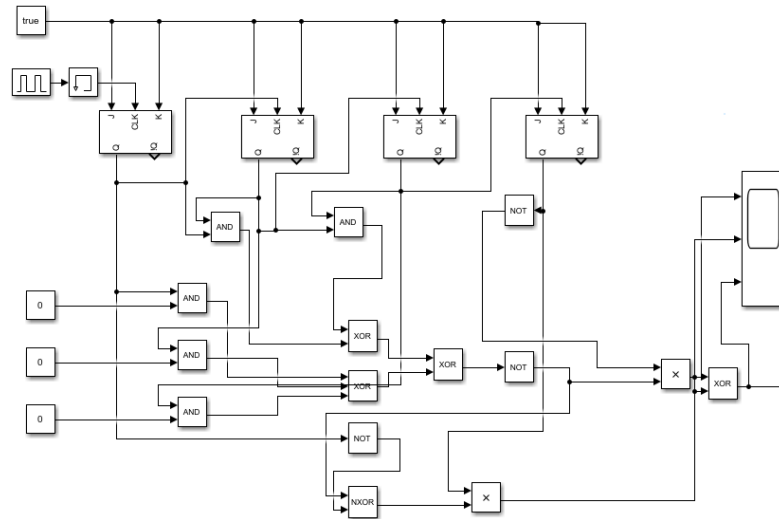 true
J
CLK
K
Q
!Q
J
CLK
K
Q
!Q
J
CLK
K
Q
!Q
J
CLK
K
Q
!Q
AND
AND
NOT
0
AND
0
AND
0
AND
XOR
XOR
XOR
NOT
NOT
NXOR
×
×
XOR